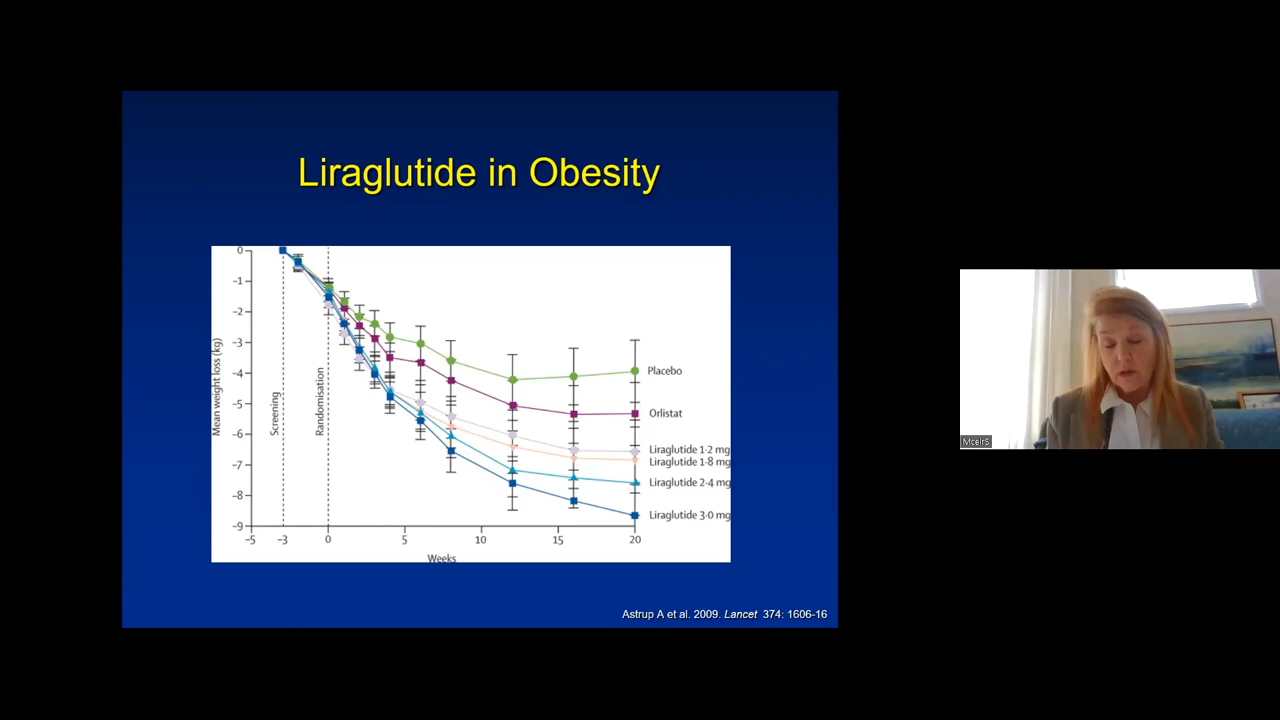 Liraglutide in Obesity
0
−1
−2
−3
−4
−5
−6
−7
−8
−9
Mean weight loss (kg)
Screening
Randomisation
Placebo
Orlistat
Liraglutide 1·2 mg
Liraglutide 1·8 mg
Liraglutide 2·4 mg
Liraglutide 3·0 mg
−5 −3 0 5 10 15 20
Weeks
Astrup A et al. 2009. Lancet 374: 1606-16
McelrS